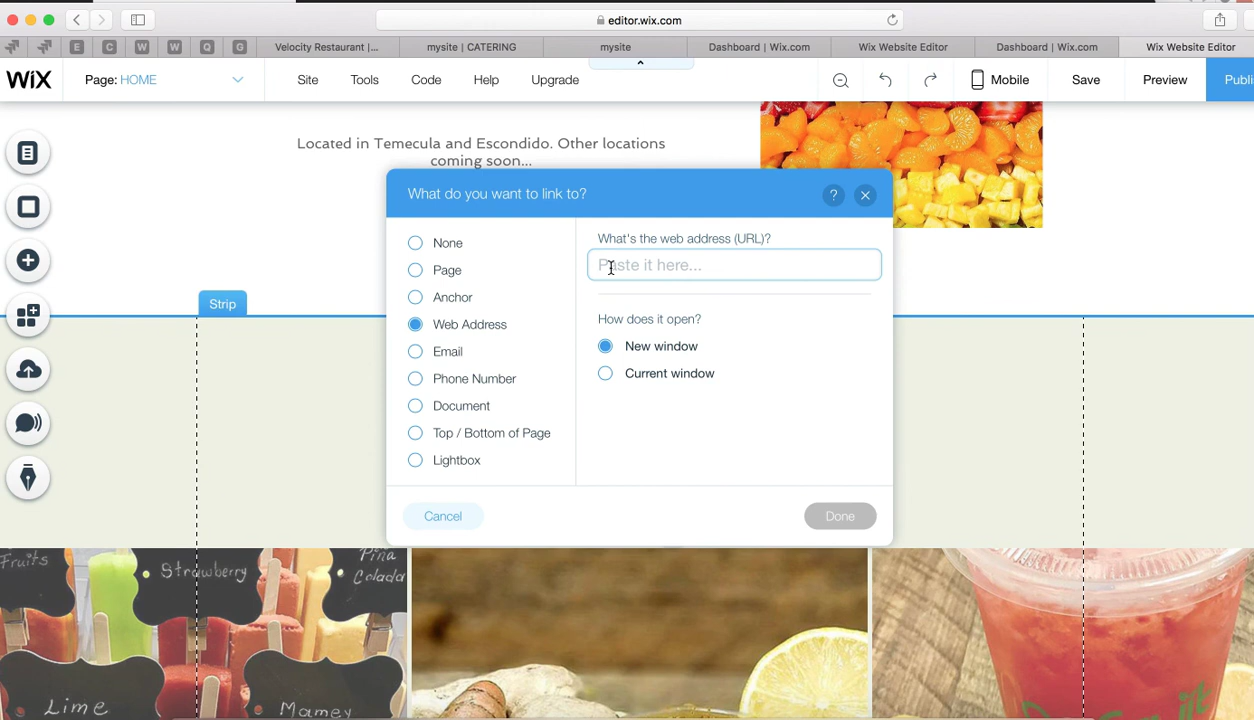 editor.wix.com
E C W W Q G Velocity Restaurant |... mysite | CATERING mysite Dashboard | Wix.com Wix Website Editor Dashboard | Wix.com Wix Website Editor
WiX Page: HOME Site Tools Code Help Upgrade Mobile Save Preview Publi
Located in Temecula and Escondido. Other locations
coming soon...
What do you want to link to? ?
None
Page
Anchor
Web Address
Email
Phone Number
Document
Top / Bottom of Page
Lightbox
What's the web address (URL)?
Paste it here...
How does it open?
New window
Current window
Cancel Done
Strip
Fruits
Strawberry
Pina
Colada
Lime
Mamey